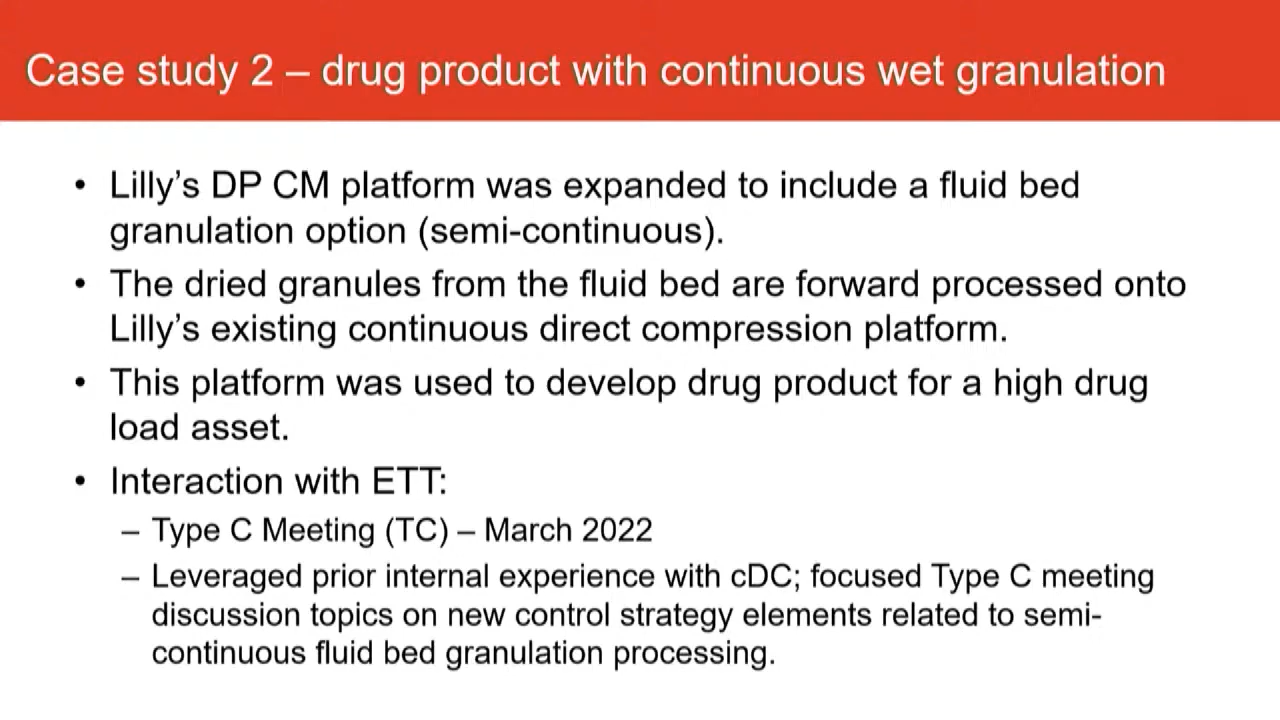 Case study 2 – drug product with continuous wet granulation
• Lilly’s DP CM platform was expanded to include a fluid bed
granulation option (semi-continuous).
• The dried granules from the fluid bed are forward processed onto
Lilly’s existing continuous direct compression platform.
• This platform was used to develop drug product for a high drug
load asset.
• Interaction with ETT:
– Type C Meeting (TC) – March 2022
– Leveraged prior internal experience with cDC; focused Type C meeting
discussion topics on new control strategy elements related to semi-
continuous fluid bed granulation processing.